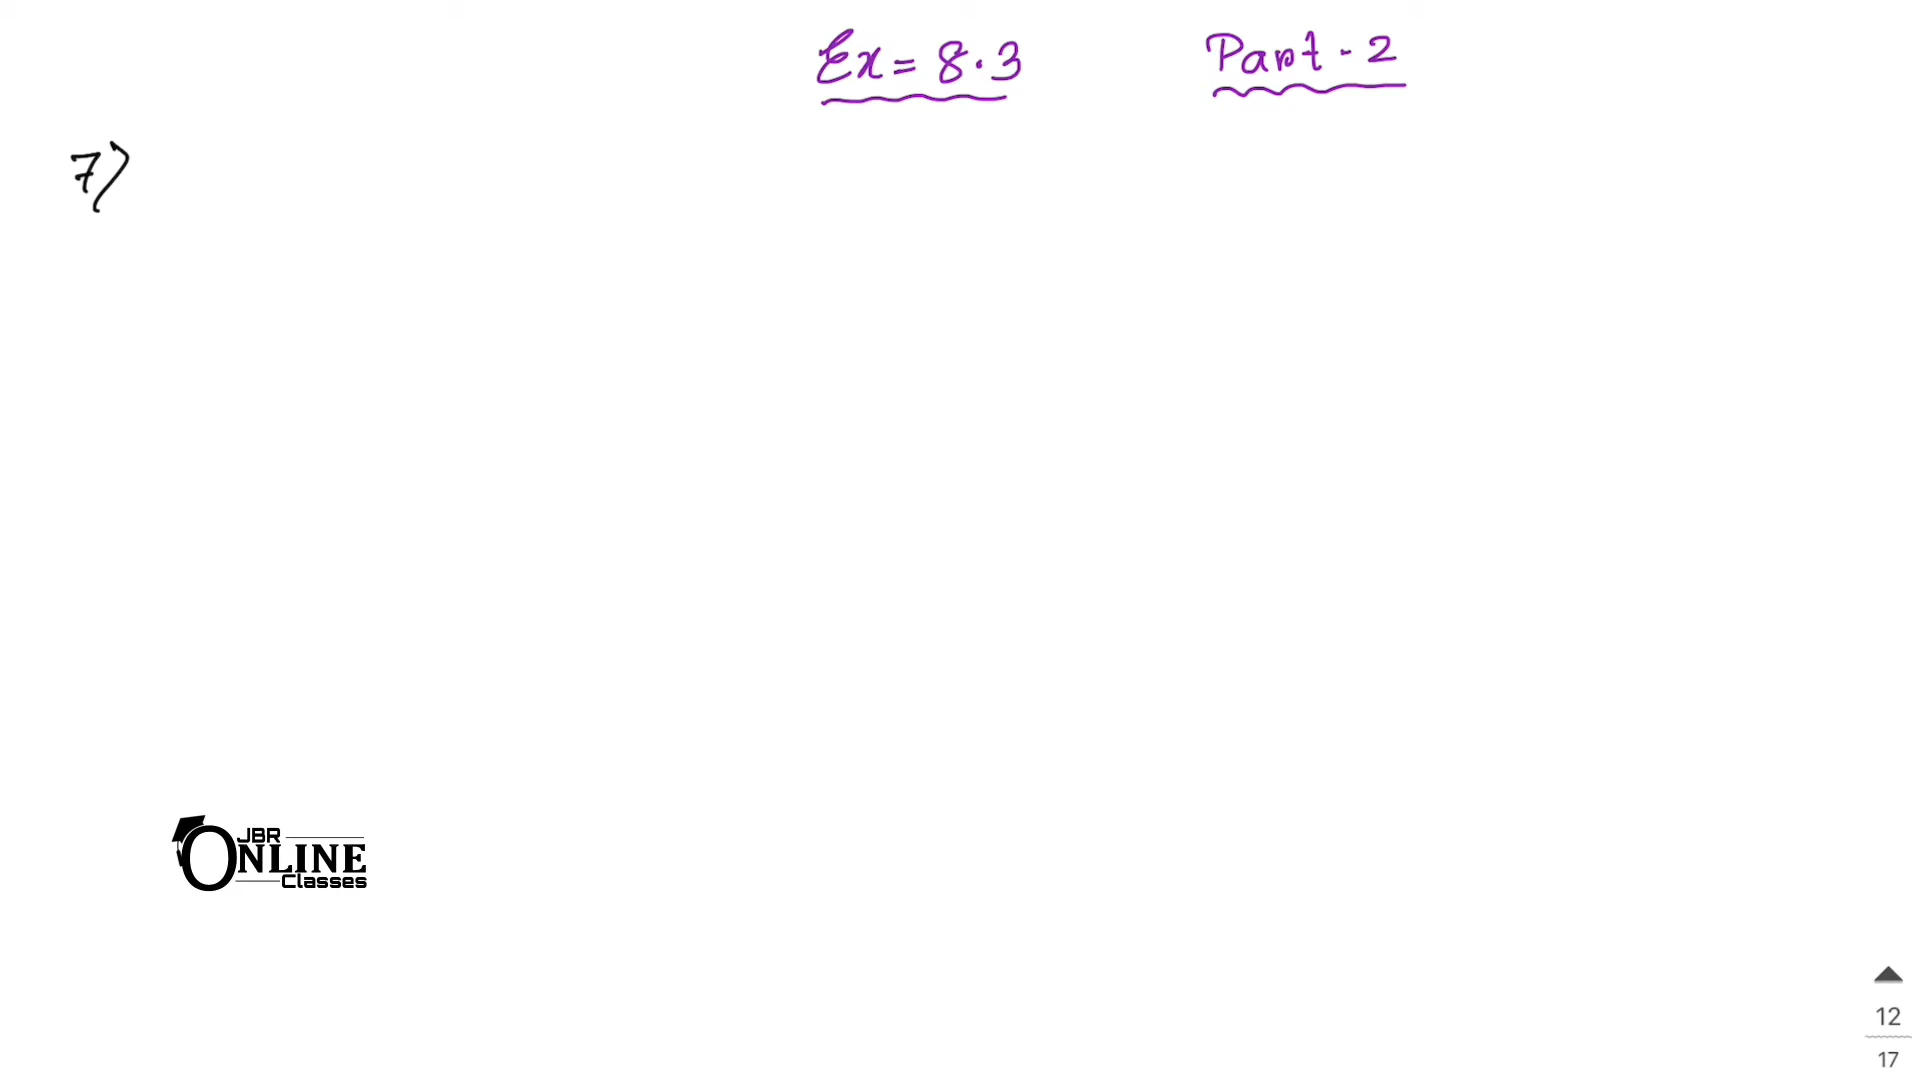 Ex = 8.3 Part - 2
7)
JBR
ONLINE
Classes
12
17